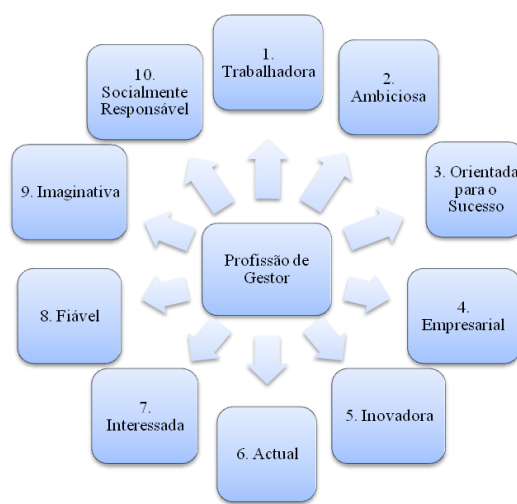 Profissão de
Gestor
1.
Trabalhadora
2.
Ambiciosa
3. Orientada
para o
Sucesso
4.
Empresarial
5. Inovadora
6. Actual
7.
Interessada
8. Fiável
9. Imaginativa
10.
Socialmente
Responsável